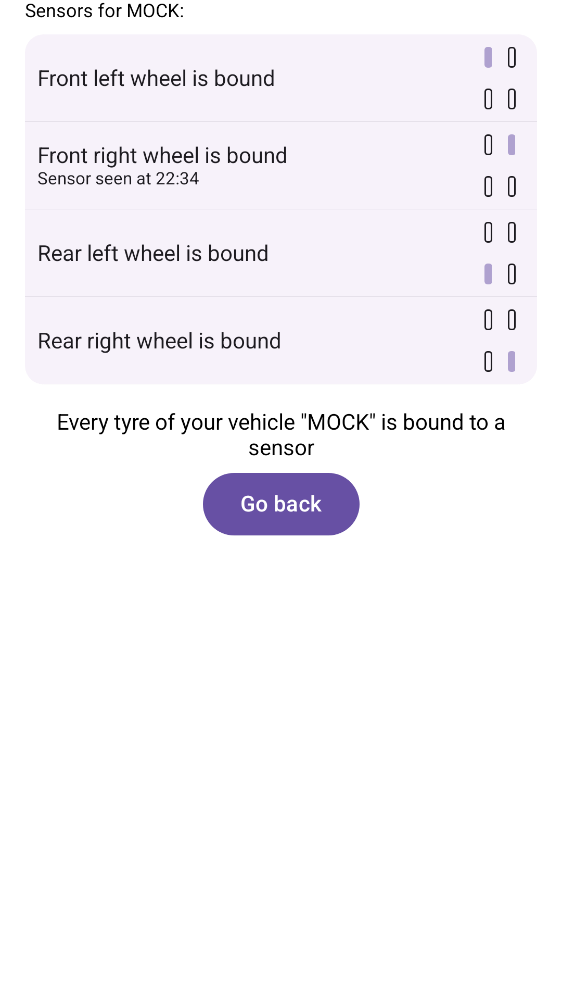 Sensors for MOCK:
Front left wheel is bound
Front right wheel is bound
Sensor seen at 22:34
Rear left wheel is bound
Rear right wheel is bound
Every tyre of your vehicle "MOCK" is bound to a
sensor
Go back